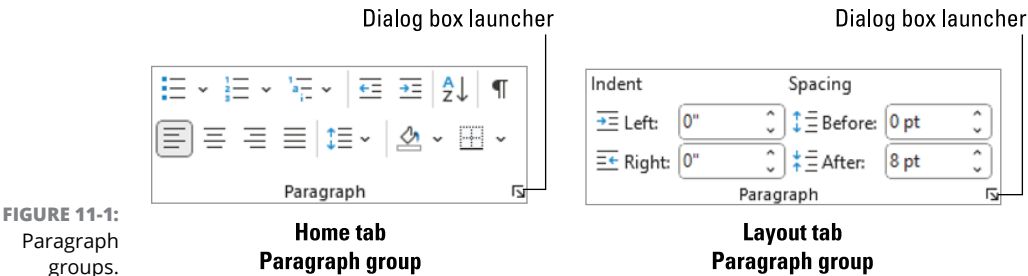 Dialog box launcher
Dialog box launcher
Paragraph
Indent Spacing
Left: 0" Before: 0 pt
Right: 0" After: 8 pt
Paragraph
FIGURE 11-1:
Paragraph
groups.
Home tab
Paragraph group
Layout tab
Paragraph group